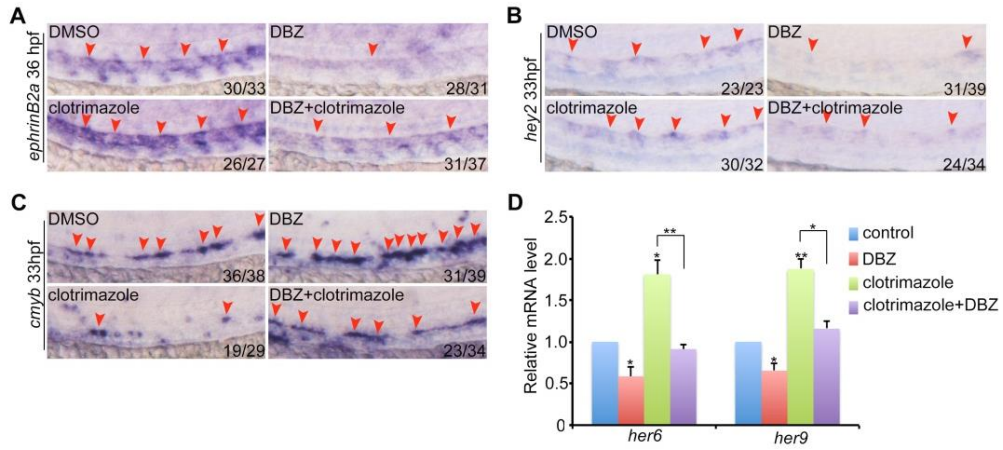 A
ephrinB2a 36 hpf
DMSO
30/33
DBZ
28/31
clotrimazole
26/27
DBZ+clotrimazole
31/37
B
hey2 33hpf
DMSO
23/23
DBZ
31/39
clotrimazole
30/32
DBZ+clotrimazole
24/34
C
cmyb 33hpf
DMSO
36/38
DBZ
31/39
clotrimazole
19/29
DBZ+clotrimazole
23/34
D
Relative mRNA level
2.5
2.0
1.5
1.0
0.5
0
*
*
**
*
**
*
her6
her9
control
DBZ
clotrimazole
clotrimazole+DBZ